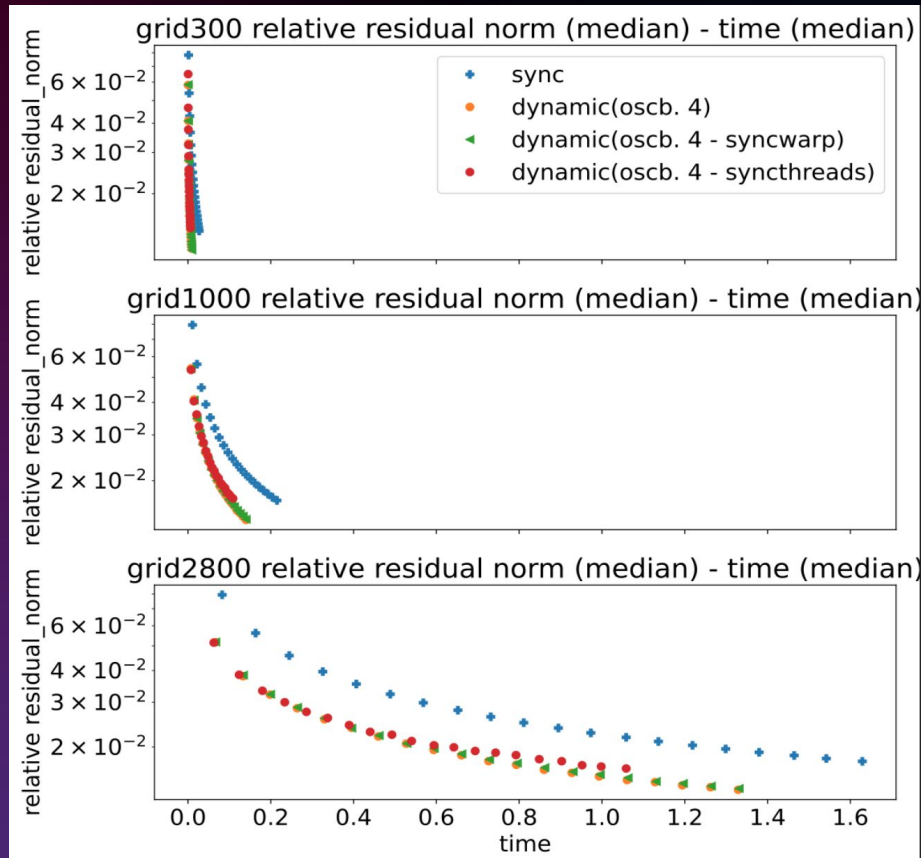 grid300 relative residual norm (median) - time (median)
relative residual_norm
6 × 10⁻²
4 × 10⁻²
3 × 10⁻²
2 × 10⁻²
sync
dynamic(oscb. 4)
dynamic(oscb. 4 - syncwarp)
dynamic(oscb. 4 - syncthreads)
grid1000 relative residual norm (median) - time (median)
relative residual_norm
6 × 10⁻²
4 × 10⁻²
3 × 10⁻²
2 × 10⁻²
grid2800 relative residual norm (median) - time (median)
relative residual_norm
6 × 10⁻²
4 × 10⁻²
3 × 10⁻²
2 × 10⁻²
0.0 0.2 0.4 0.6 0.8 1.0 1.2 1.4 1.6
time